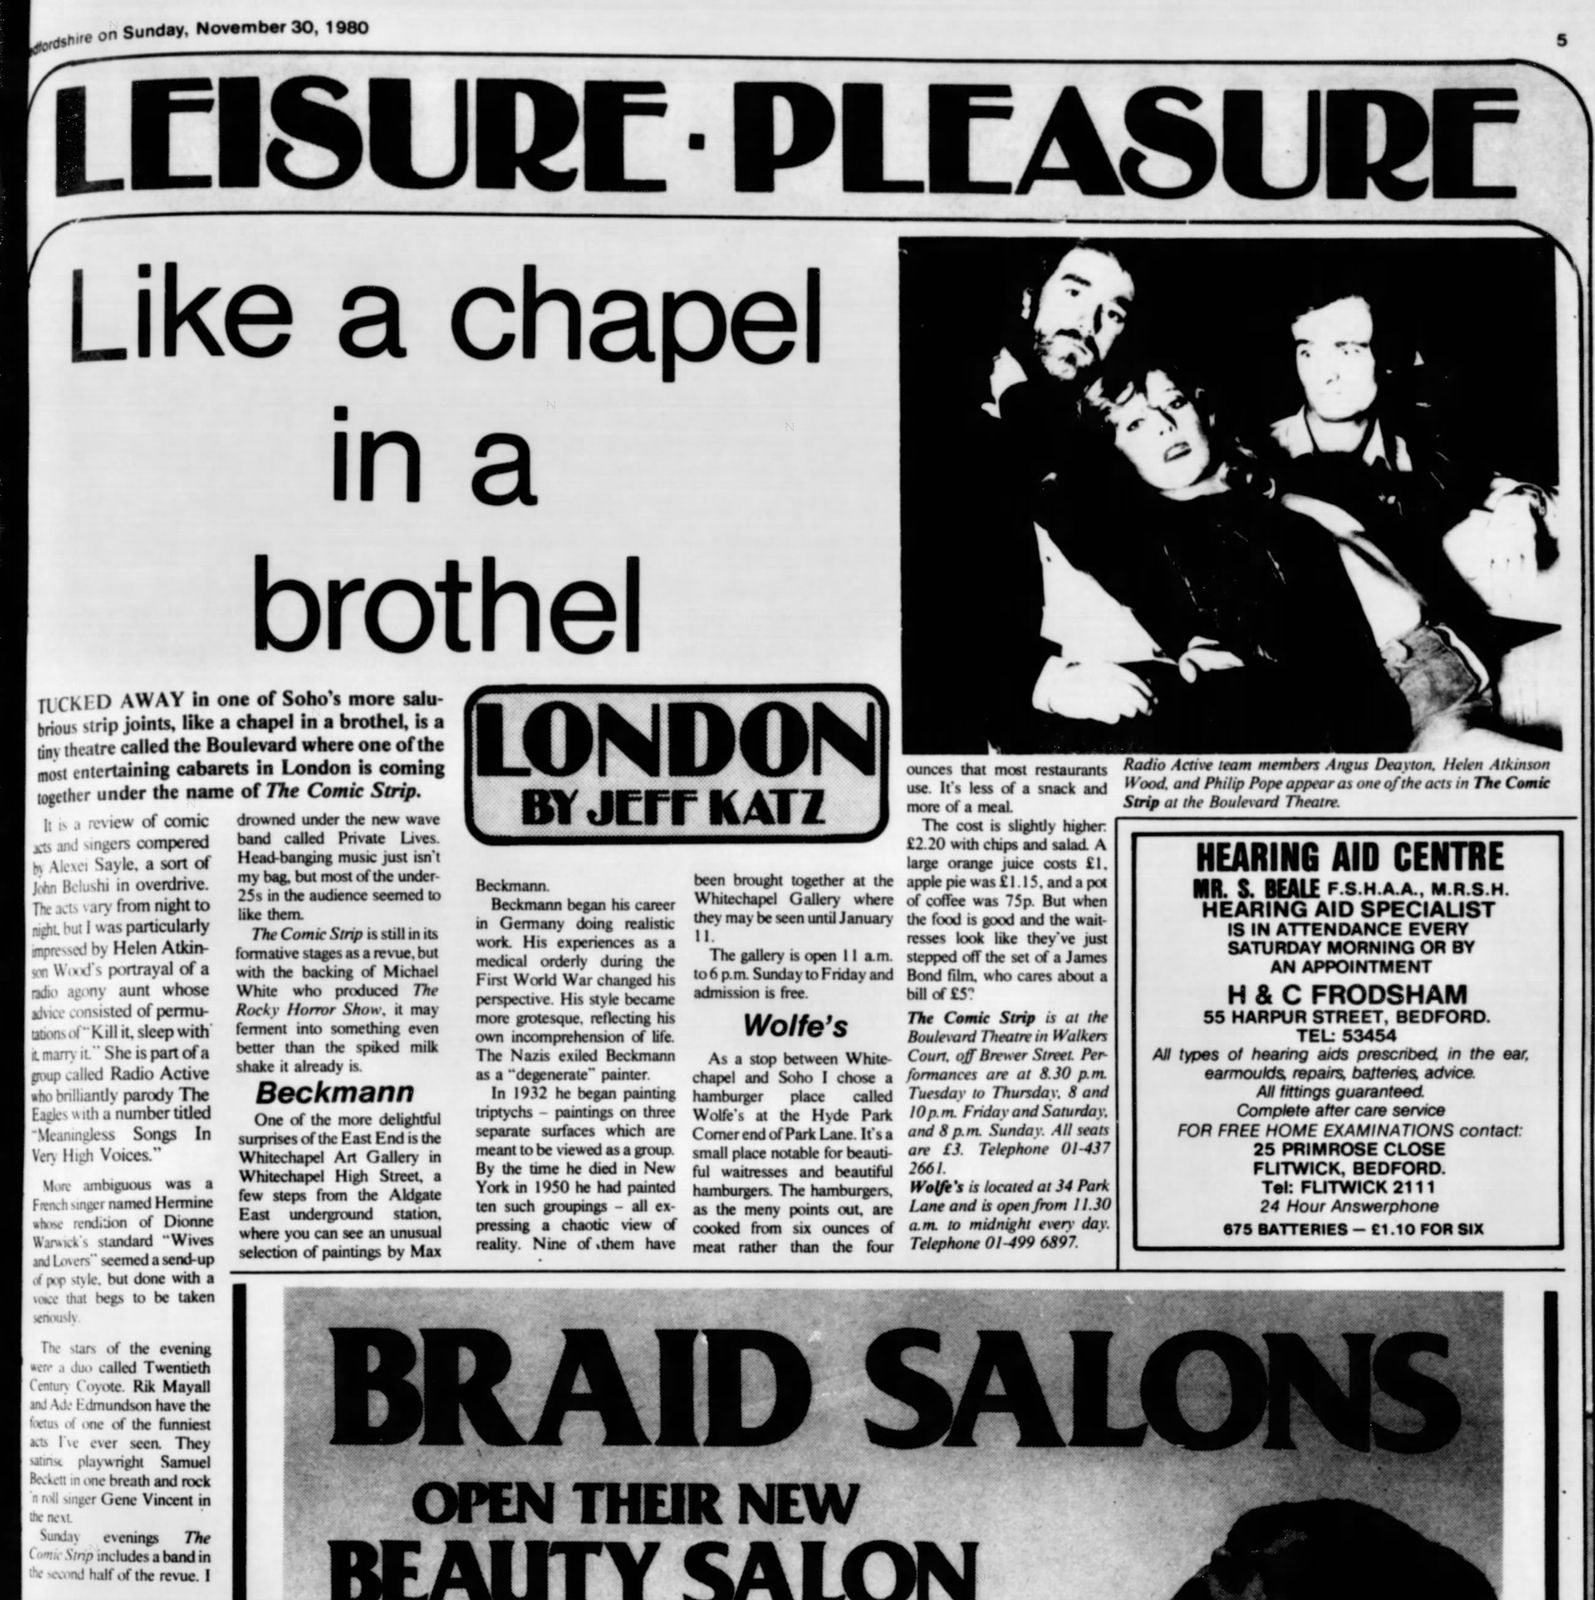 edfordshire on Sunday, November 30, 1980
5
LEISURE · PLEASURE
Like a chapel
in a
brothel
TUCKED AWAY in one of Soho's more salu-
brious strip joints, like a chapel in a brothel, is a
tiny theatre called the Boulevard where one of the
most entertaining cabarets in London is coming
together under the name of The Comic Strip.
It is a review of comic
acts and singers compered
by Alexei Sayle, a sort of
John Belushi in overdrive.
The acts vary from night to
night, but I was particularly
impressed by Helen Atkin-
son Wood's portrayal of a
radio agony aunt whose
advice consisted of permu-
tations of "Kill it, sleep with
it, marry it." She is part of a
group called Radio Active
who brilliantly parody The
Eagles with a number titled
"Meaningless Songs In
Very High Voices."
More ambiguous was a
French singer named Hermine
whose rendition of Dionne
Warwick's standard "Wives
and Lovers" seemed a send-up
of pop style, but done with a
voice that begs to be taken
seriously.
The stars of the evening
were a duo called Twentieth
Century Coyote. Rik Mayall
and Ade Edmundson have the
foetus of one of the funniest
acts I've ever seen. They
satirise playwright Samuel
Beckett in one breath and rock
'n roll singer Gene Vincent in
the next.
Sunday evenings The
Comic Strip includes a band in
the second half of the revue. I
drowned under the new wave
band called Private Lives.
Head-banging music just isn't
my bag, but most of the under-
25s in the audience seemed to
like them.
The Comic Strip is still in its
formative stages as a revue, but
with the backing of Michael
White who produced The
Rocky Horror Show, it may
ferment into something even
better than the spiked milk
shake it already is.
Beckmann
One of the more delightful
surprises of the East End is the
Whitechapel Art Gallery in
Whitechapel High Street, a
few steps from the Aldgate
East underground station,
where you can see an unusual
selection of paintings by Max
LONDON
BY JEFF KATZ
Beckmann.
Beckmann began his career
in Germany doing realistic
work. His experiences as a
medical orderly during the
First World War changed his
perspective. His style became
more grotesque, reflecting his
own incomprehension of life.
The Nazis exiled Beckmann
as a "degenerate" painter.
In 1932 he began painting
triptychs – paintings on three
separate surfaces which are
meant to be viewed as a group.
By the time he died in New
York in 1950 he had painted
ten such groupings – all ex-
pressing a chaotic view of
reality. Nine of them have
been brought together at the
Whitechapel Gallery where
they may be seen until January
11.
The gallery is open 11 a.m.
to 6 p.m. Sunday to Friday and
admission is free.
Wolfe's
As a stop between White-
chapel and Soho I chose a
hamburger place called
Wolfe's at the Hyde Park
Corner end of Park Lane. It's a
small place notable for beauti-
ful waitresses and beautiful
hamburgers. The hamburgers,
as the meny points out, are
cooked from six ounces of
meat rather than the four
ounces that most restaurants
use. It's less of a snack and
more of a meal.
The cost is slightly higher:
£2.20 with chips and salad. A
large orange juice costs £1,
apple pie was £1.15, and a pot
of coffee was 75p. But when
the food is good and the wait-
resses look like they've just
stepped off the set of a James
Bond film, who cares about a
bill of £5?
The Comic Strip is at the
Boulevard Theatre in Walkers
Court, off Brewer Street. Per-
formances are at 8.30 p.m.
Tuesday to Thursday, 8 and
10 p.m. Friday and Saturday,
and 8 p.m. Sunday. All seats
are £3. Telephone 01-437
2661.
Wolfe's is located at 34 Park
Lane and is open from 11.30
a.m. to midnight every day.
Telephone 01-499 6897.
Radio Active team members Angus Deayton, Helen Atkinson
Wood, and Philip Pope appear as one of the acts in The Comic
Strip at the Boulevard Theatre.
HEARING AID CENTRE
MR. S. BEALE F.S.H.A.A., M.R.S.H.
HEARING AID SPECIALIST
IS IN ATTENDANCE EVERY
SATURDAY MORNING OR BY
AN APPOINTMENT
H & C FRODSHAM
55 HARPUR STREET, BEDFORD.
TEL: 53454
All types of hearing aids prescribed, in the ear,
earmoulds, repairs, batteries, advice.
All fittings guaranteed.
Complete after care service
FOR FREE HOME EXAMINATIONS contact:
25 PRIMROSE CLOSE
FLITWICK, BEDFORD.
Tel: FLITWICK 2111
24 Hour Answerphone
675 BATTERIES – £1.10 FOR SIX
BRAID SALONS
OPEN THEIR NEW
BEAUTY SALON